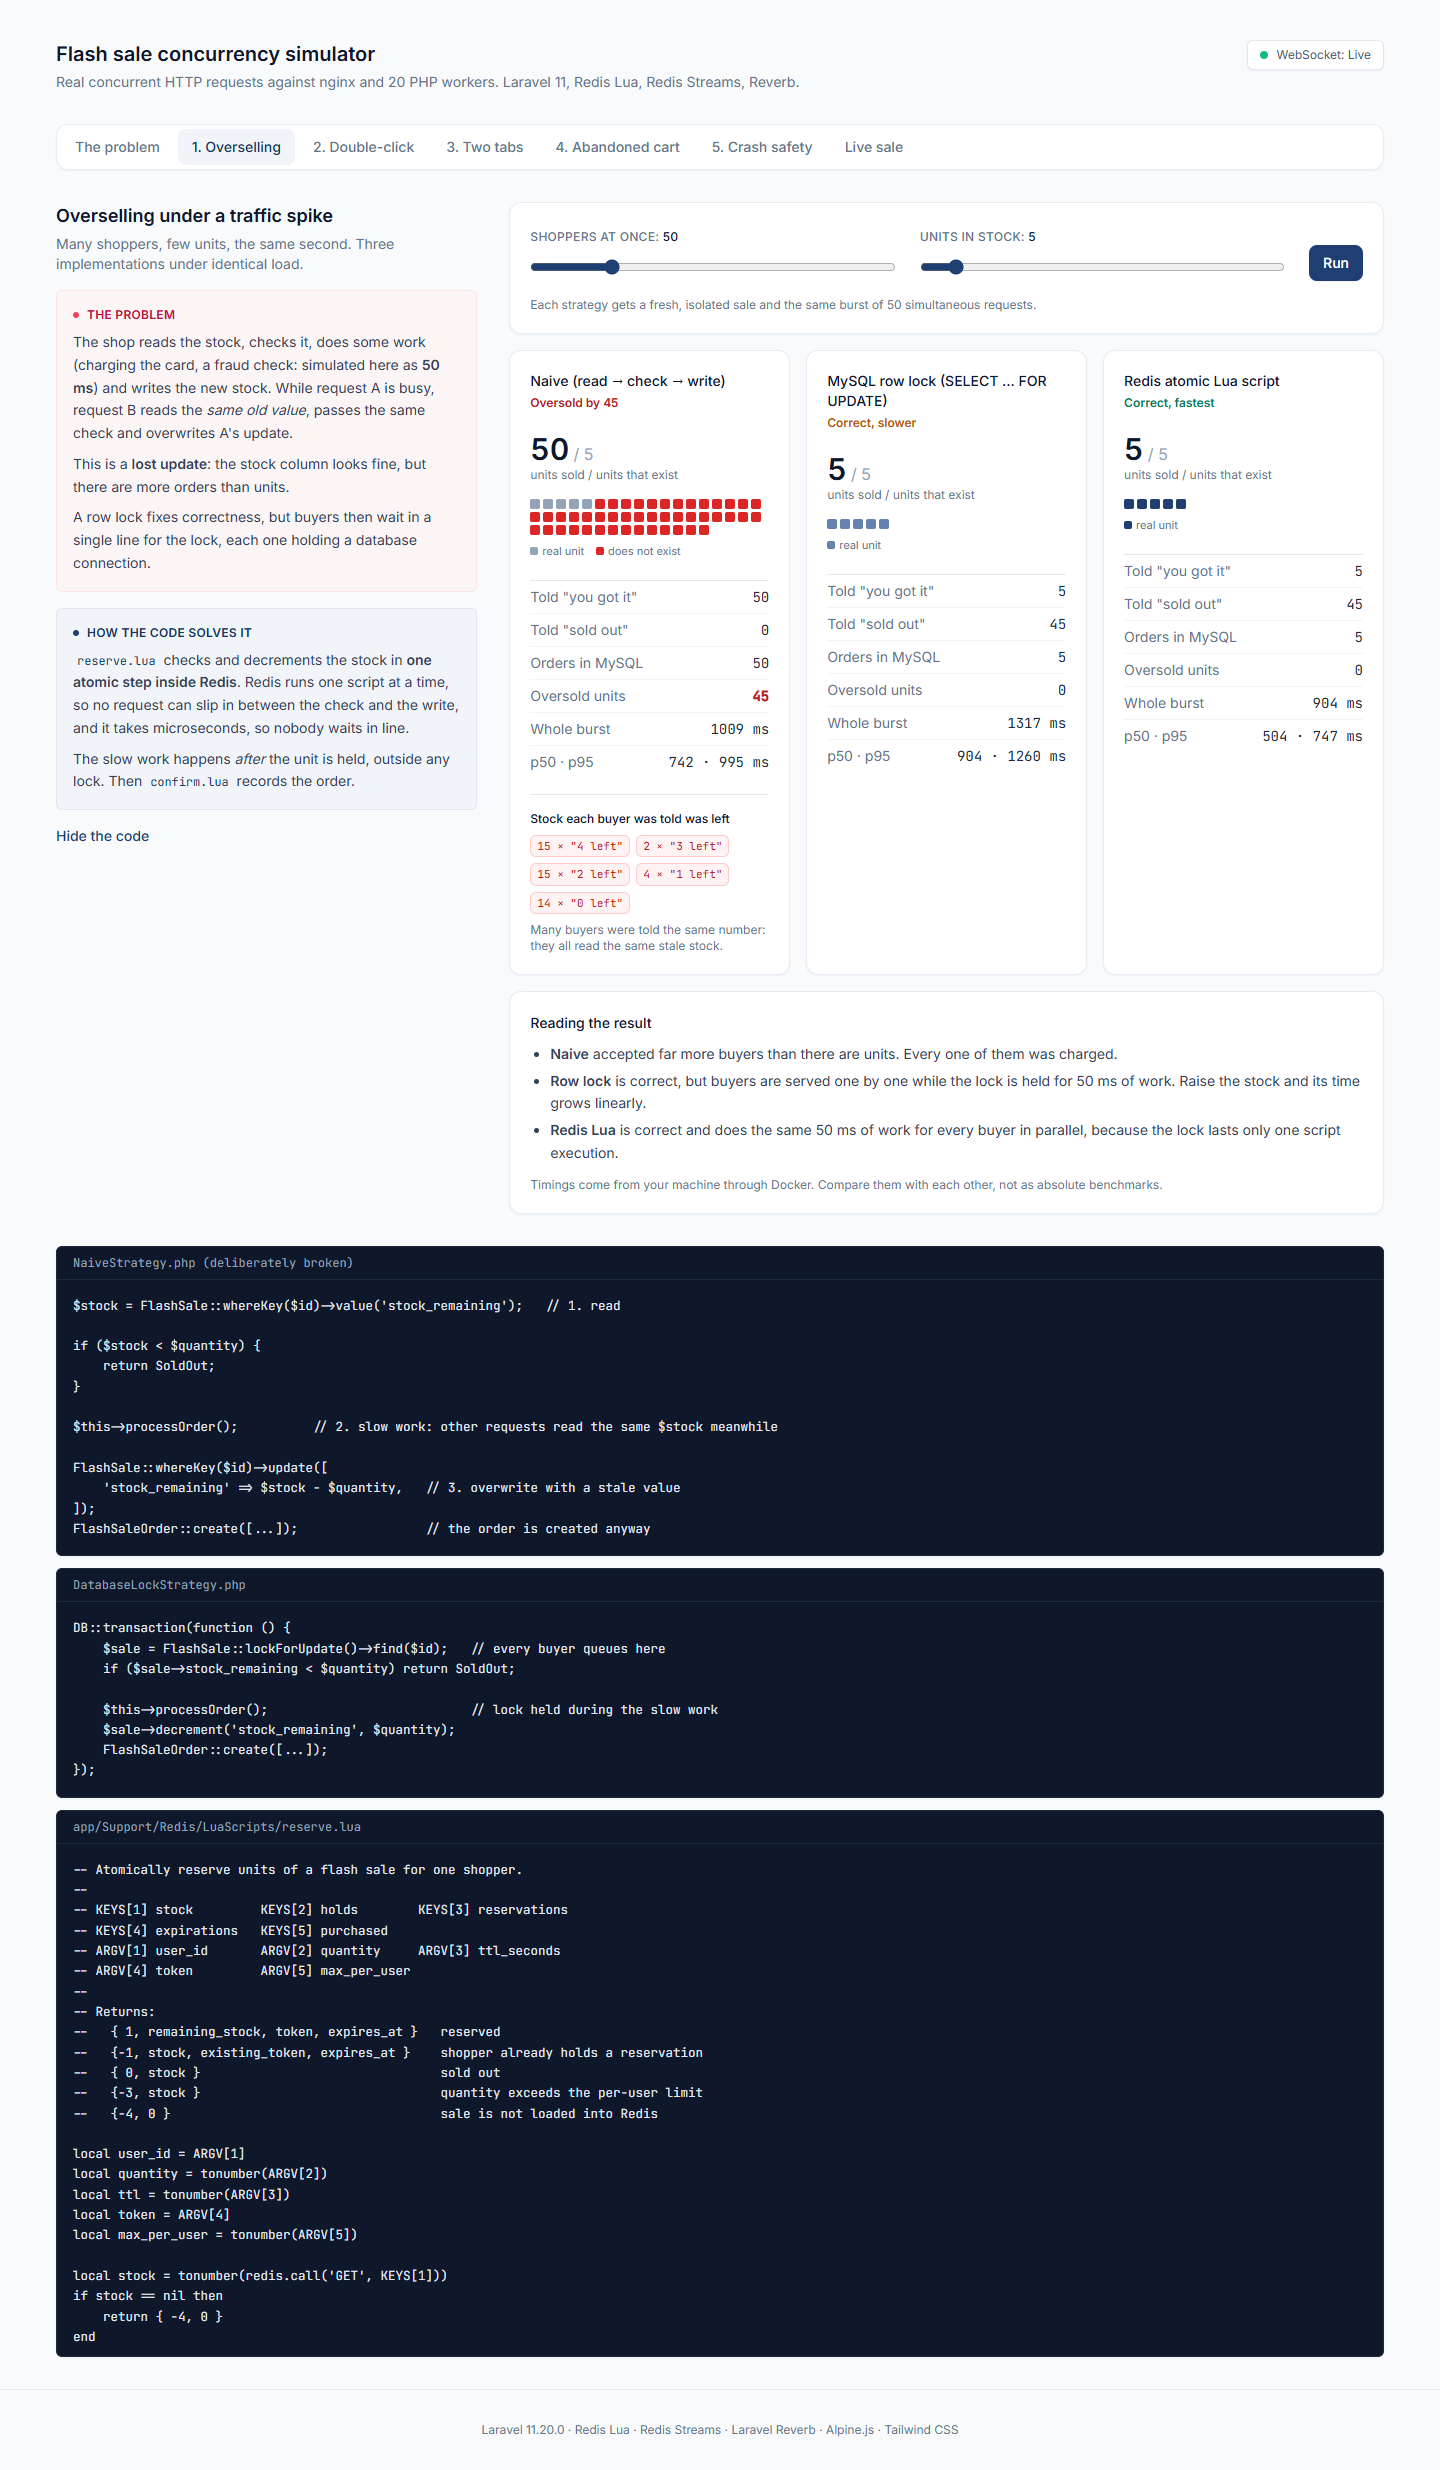 Flash sale concurrency simulator
Real concurrent HTTP requests against nginx and 20 PHP workers. Laravel 11, Redis Lua, Redis Streams, Reverb.
WebSocket: Live
The problem
1. Overselling
2. Double-click
3. Two tabs
4. Abandoned cart
5. Crash safety
Live sale
Overselling under a traffic spike
Many shoppers, few units, the same second. Three
implementations under identical load.
THE PROBLEM
The shop reads the stock, checks it, does some work
(charging the card, a fraud check: simulated here as 50
ms) and writes the new stock. While request A is busy,
request B reads the same old value, passes the same
check and overwrites A's update.
This is a lost update: the stock column looks fine, but
there are more orders than units.
A row lock fixes correctness, but buyers then wait in a
single line for the lock, each one holding a database
connection.
HOW THE CODE SOLVES IT
reserve.lua checks and decrements the stock in one
atomic step inside Redis. Redis runs one script at a time,
so no request can slip in between the check and the write,
and it takes microseconds, so nobody waits in line.
The slow work happens after the unit is held, outside any
lock. Then confirm.lua records the order.
Hide the code
SHOPPERS AT ONCE: 50
UNITS IN STOCK: 5
Run
Each strategy gets a fresh, isolated sale and the same burst of 50 simultaneous requests.
Naive (read → check → write)
Oversold by 45
50 / 5
units sold / units that exist
real unit
does not exist
Told "you got it" 50
Told "sold out" 0
Orders in MySQL 50
Oversold units 45
Whole burst 1009 ms
p50 · p95 742 · 995 ms
Stock each buyer was told was left
15 × "4 left"
2 × "3 left"
15 × "2 left"
4 × "1 left"
14 × "0 left"
Many buyers were told the same number:
they all read the same stale stock.
MySQL row lock (SELECT ... FOR
UPDATE)
Correct, slower
5 / 5
units sold / units that exist
real unit
Told "you got it" 5
Told "sold out" 45
Orders in MySQL 5
Oversold units 0
Whole burst 1317 ms
p50 · p95 904 · 1260 ms
Redis atomic Lua script
Correct, fastest
5 / 5
units sold / units that exist
real unit
Told "you got it" 5
Told "sold out" 45
Orders in MySQL 5
Oversold units 0
Whole burst 904 ms
p50 · p95 504 · 747 ms
Reading the result
• Naive accepted far more buyers than there are units. Every one of them was charged.
• Row lock is correct, but buyers are served one by one while the lock is held for 50 ms of work. Raise the stock and its time
grows linearly.
• Redis Lua is correct and does the same 50 ms of work for every buyer in parallel, because the lock lasts only one script
execution.
Timings come from your machine through Docker. Compare them with each other, not as absolute benchmarks.
NaiveStrategy.php (deliberately broken)
$stock = FlashSale::whereKey($id)->value('stock_remaining');   // 1. read
if ($stock < $quantity) {
    return SoldOut;
}
$this->processOrder();          // 2. slow work: other requests read the same $stock meanwhile
FlashSale::whereKey($id)->update([
    'stock_remaining' => $stock - $quantity,   // 3. overwrite with a stale value
]);
FlashSaleOrder::create([...]);                 // the order is created anyway
DatabaseLockStrategy.php
DB::transaction(function () {
    $sale = FlashSale::lockForUpdate()->find($id);   // every buyer queues here
    if ($sale->stock_remaining < $quantity) return SoldOut;
    $this->processOrder();                           // lock held during the slow work
    $sale->decrement('stock_remaining', $quantity);
    FlashSaleOrder::create([...]);
});
app/Support/Redis/LuaScripts/reserve.lua
-- Atomically reserve units of a flash sale for one shopper.
--
-- KEYS[1] stock         KEYS[2] holds        KEYS[3] reservations
-- KEYS[4] expirations   KEYS[5] purchased
-- ARGV[1] user_id       ARGV[2] quantity     ARGV[3] ttl_seconds
-- ARGV[4] token         ARGV[5] max_per_user
--
-- Returns:
--   { 1, remaining_stock, token, expires_at }   reserved
--   {-1, stock, existing_token, expires_at }    shopper already holds a reservation
--   { 0, stock }                                sold out
--   {-3, stock }                                quantity exceeds the per-user limit
--   {-4, 0 }                                    sale is not loaded into Redis
local user_id = ARGV[1]
local quantity = tonumber(ARGV[2])
local ttl = tonumber(ARGV[3])
local token = ARGV[4]
local max_per_user = tonumber(ARGV[5])
local stock = tonumber(redis.call('GET', KEYS[1]))
if stock == nil then
    return { -4, 0 }
end
Laravel 11.20.0 · Redis Lua · Redis Streams · Laravel Reverb · Alpine.js · Tailwind CSS